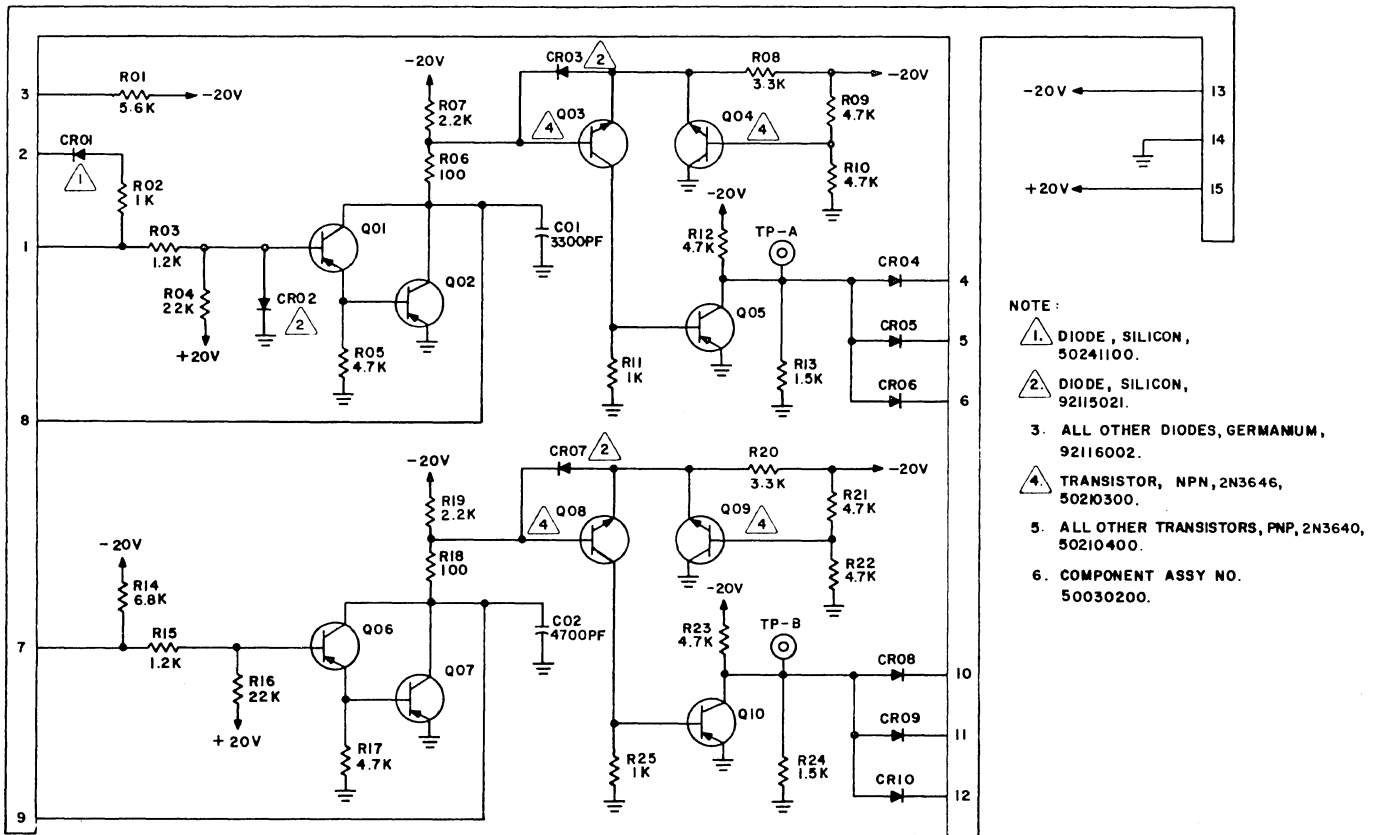 3
R01
5.6K
-20V
2
CR01
1
R02
1K
1
R03
1.2K
R04
22K
+20V
CR02
2
Q01
R05
4.7K
Q02
-20V
R07
2.2K
R06
100
C01
3300PF
8
CR03
2
4
Q03
R08
3.3K
-20V
Q04
4
R09
4.7K
R10
4.7K
-20V
R12
4.7K
TP-A
Q05
R11
1K
R13
1.5K
CR04
4
CR05
5
CR06
6
-20V
R14
6.8K
7
R15
1.2K
R16
22K
+20V
Q06
R17
4.7K
Q07
-20V
R19
2.2K
R18
100
C02
4700PF
9
CR07
2
4
Q08
R20
3.3K
-20V
Q09
4
R21
4.7K
R22
4.7K
-20V
R23
4.7K
TP-B
Q10
R25
1K
R24
1.5K
CR08
10
CR09
11
CR10
12
-20V
13
14
+20V
15
NOTE:
1. DIODE, SILICON,
50241100.
2. DIODE, SILICON,
92115021.
3. ALL OTHER DIODES, GERMANIUM,
92116002.
4. TRANSISTOR, NPN, 2N3646,
50210300.
5. ALL OTHER TRANSISTORS, PNP, 2N3640,
50210400.
6. COMPONENT ASSY NO.
50030200.